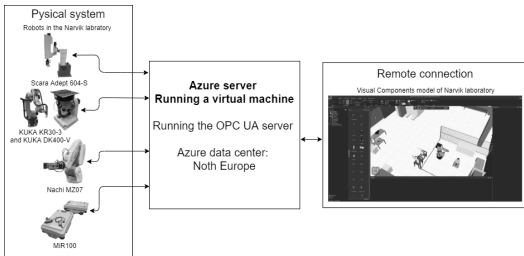 Pysical system
Robots in the Narvik labratory
Scara Adept 604-S
KUKA KR30-3
and KUKA DK400-V
Nachi MZ07
MiR100
Azure server
Running a virtual machine
Running the OPC UA server
Azure data center:
Noth Europe
Remote connection
Visual Components model of Narvik laboratory